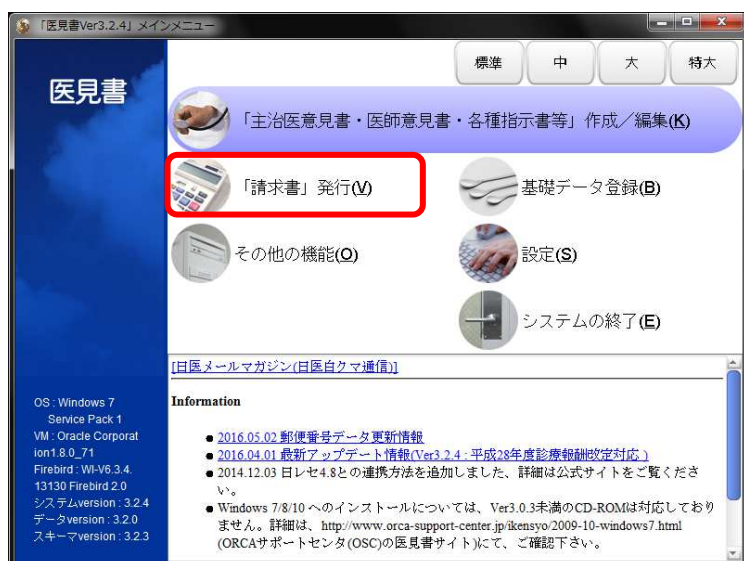 「医見書Ver3.2.4」メインメニュー
標準 中 大 特大
医見書
「主治医意見書・医師意見書・各種指示書等」作成／編集(K)
「請求書」発行(V)
基礎データ登録(B)
その他の機能(O)
設定(S)
システムの終了(E)
[日医メールマガジン(日医白クマ通信)]
Information
2016.05.02 郵便番号データ更新情報
2016.04.01 最新アップデート情報(Ver3.2.4 : 平成28年度診療報酬改定対応 )
2014.12.03 日レセ4.8との連携方法を追加しました、詳細は公式サイトをご覧くださ
い。
Windows 7/8/10 へのインストールについては、Ver3.0.3未満のCD-ROMは対応しており
ません。詳細は、http://www.orca-support-center.jp/ikensyo/2009-10-windows7.html
(ORCAサポートセンタ(OSC)の医見書サイト)にて、ご確認下さい。
OS : Windows 7
Service Pack 1
VM : Oracle Corporat
ion1.8.0_71
Firebird : WI-V6.3.4.
13130 Firebird 2.0
システムversion : 3.2.4
データversion : 3.2.0
スキーマversion : 3.2.3